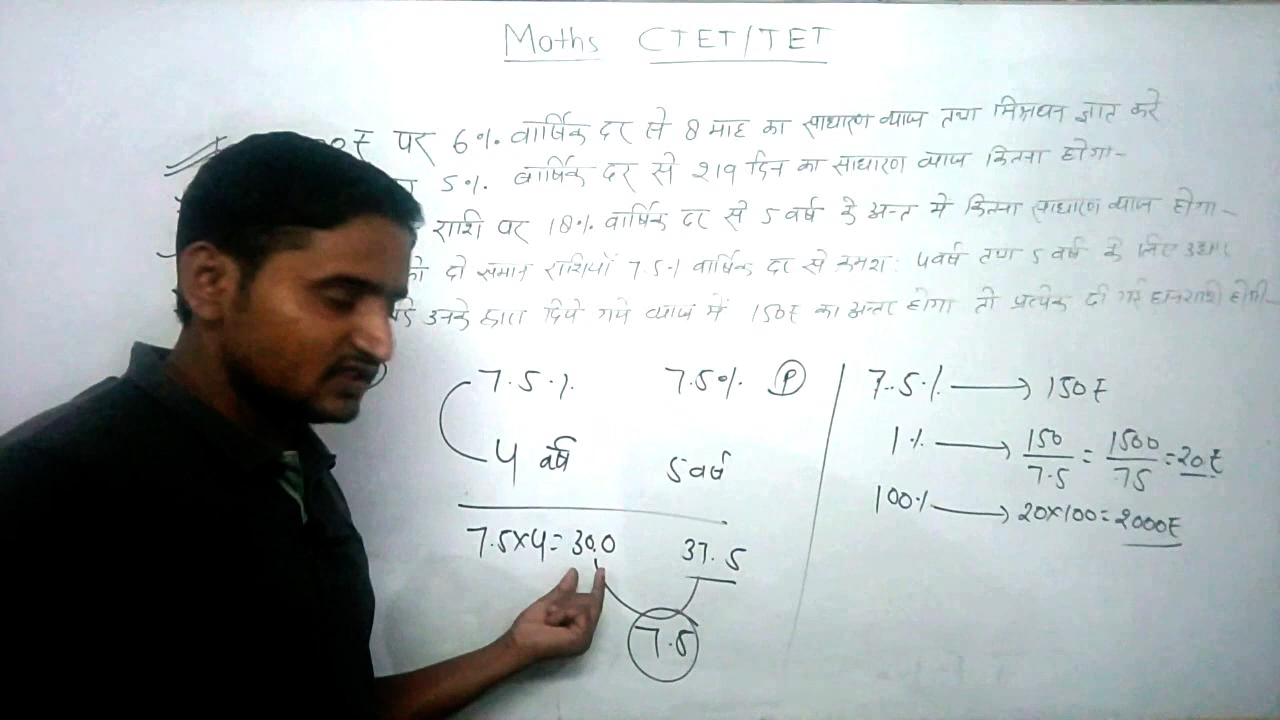 Maths CTET/TET
₹ पर 6% वार्षिक दर से 8 माह का साधारण व्याज तथा मिश्रधन ज्ञात करे
5% वार्षिक दर से 219 दिन का साधारण व्याज कितना होगा-
राशि पर 18% वार्षिक दर से 5 वर्ष के अन्त मे कितना साधारण व्याज होगा-
दो समान राशियों 7.5% वार्षिक दर से क्रमश: 4 वर्ष तथा 5 वर्ष के लिए उधार
उनके द्वारा दिये गये व्याज में 150₹ का अन्तर होगा तो प्रत्येक दी गई होगी-
7.5% 7.5% P
4 वर्ष 5 वर्ष
7.5×4=30.0 37.5
7.5
7.5% → 150₹
1% → 150/7.5 = 1500/75 = 20₹
100% → 20×100=2000₹